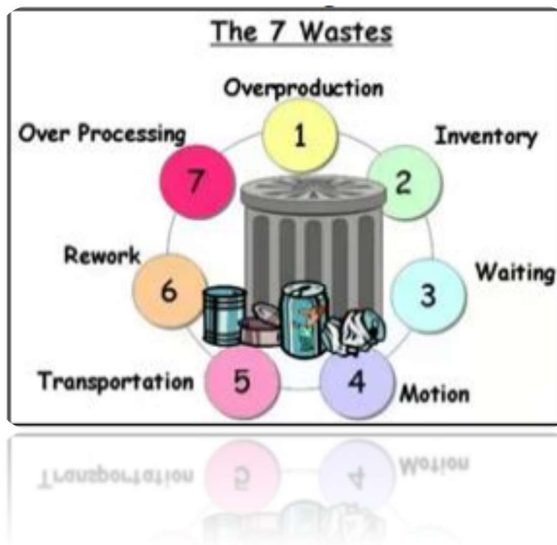 The 7 Wastes
Overproduction
1
Inventory
2
Waiting
3
Motion
4
Transportation
5
Rework
6
Over Processing
7